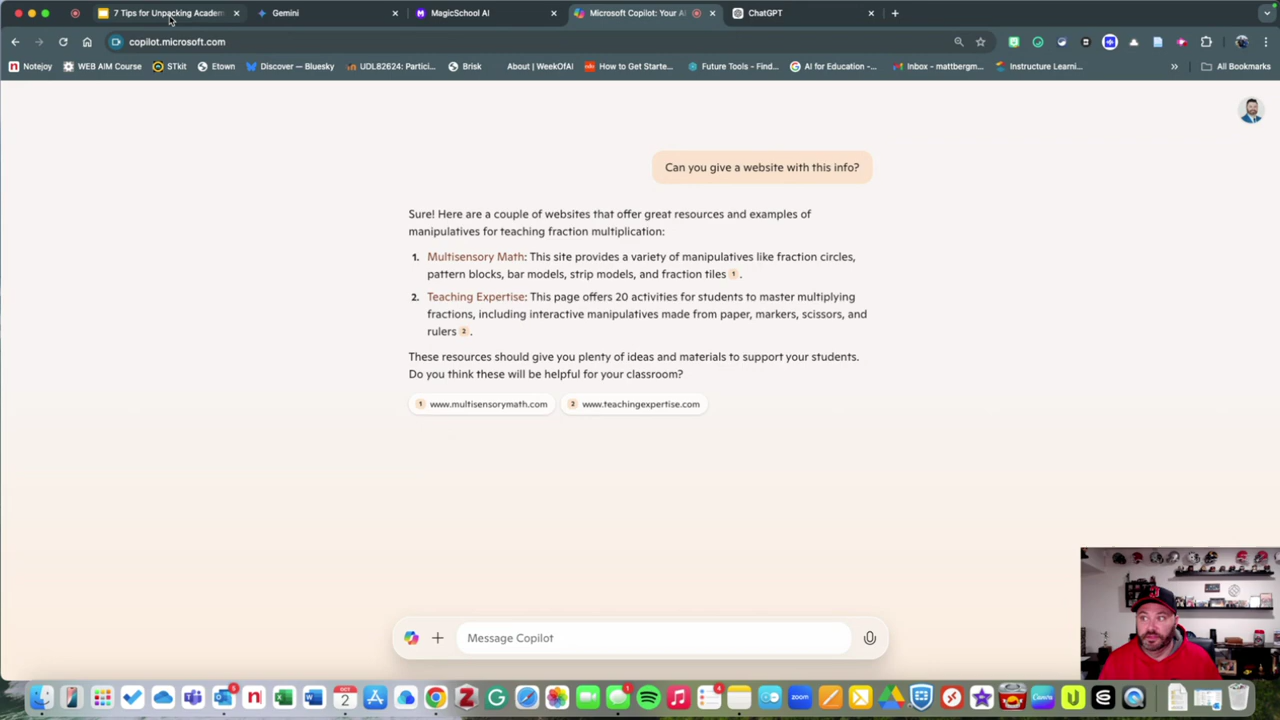 7 Tips for Unpacking Academ
Gemini
MagicSchool AI
Microsoft Copilot: Your AI
ChatGPT
copilot.microsoft.com
Notejoy
WEB AIM Course
STkit
Etown
Discover — Bluesky
UDL82624: Partici...
Brisk
About | WeekOfAI
How to Get Starte...
Future Tools - Find...
AI for Education -...
Inbox - mattbergm...
Instructure Learni...
»
All Bookmarks
Can you give a website with this info?
Sure! Here are a couple of websites that offer great resources and examples of
manipulatives for teaching fraction multiplication:
1. Multisensory Math: This site provides a variety of manipulatives like fraction circles,
pattern blocks, bar models, strip models, and fraction tiles 1.
2. Teaching Expertise: This page offers 20 activities for students to master multiplying
fractions, including interactive manipulatives made from paper, markers, scissors, and
rulers 2.
These resources should give you plenty of ideas and materials to support your students.
Do you think these will be helpful for your classroom?
1 www.multisensorymath.com
2 www.teachingexpertise.com
Message Copilot
OCT
2
zoom
Canva